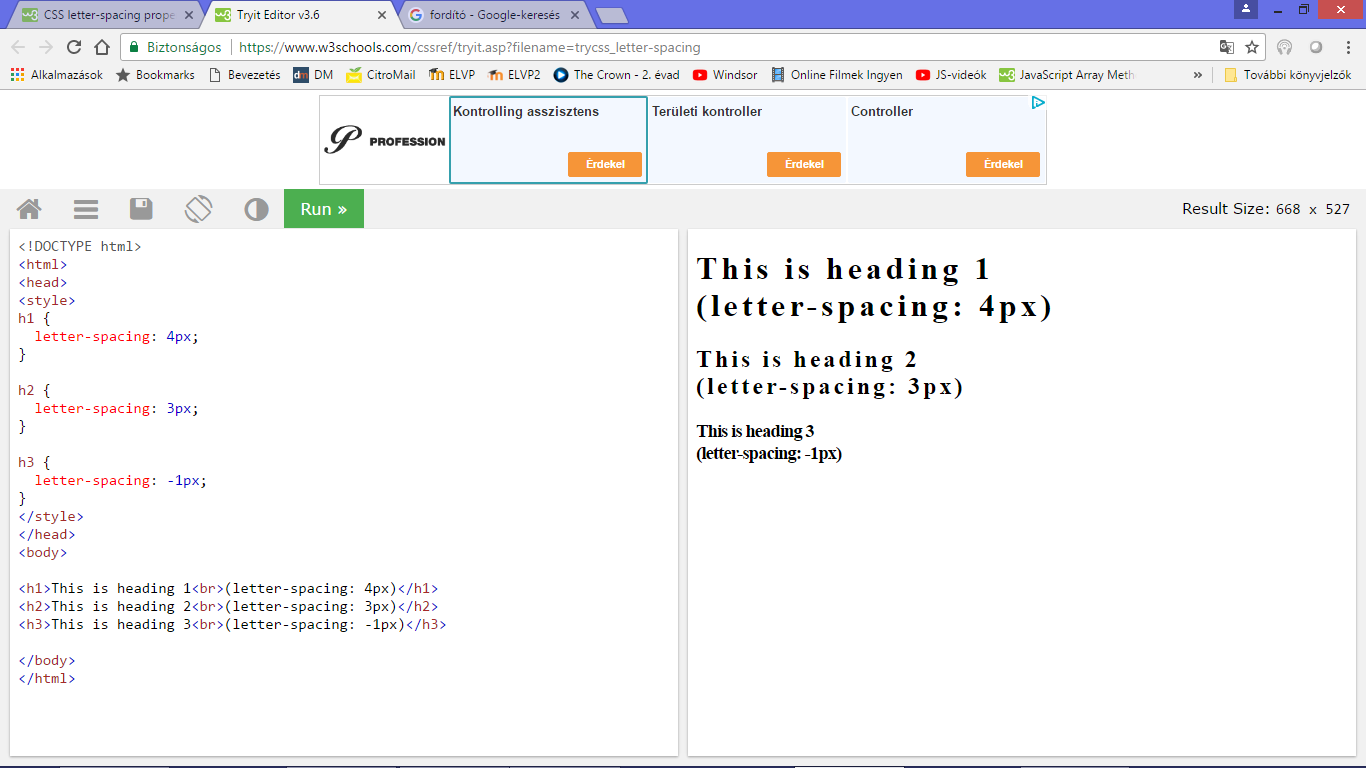 CSS letter-spacing prope
Tryit Editor v3.6
fordító - Google-keresés
Biztonságos
https://www.w3schools.com/cssref/tryit.asp?filename=trycss_letter-spacing
Alkalmazások
Bookmarks
Bevezetés
DM
CitroMail
ELVP
ELVP2
The Crown - 2. évad
Windsor
Online Filmek Ingyen
JS-videók
JavaScript Array Meth
»
További könyvjelzők
PROFESSION
Kontrolling asszisztens
Érdekel
Területi kontroller
Érdekel
Controller
Érdekel
Run »
Result Size: 668 x 527
<!DOCTYPE html>
<html>
<head>
<style>
h1 {
  letter-spacing: 4px;
}
h2 {
  letter-spacing: 3px;
}
h3 {
  letter-spacing: -1px;
}
</style>
</head>
<body>
<h1>This is heading 1<br>(letter-spacing: 4px)</h1>
<h2>This is heading 2<br>(letter-spacing: 3px)</h2>
<h3>This is heading 3<br>(letter-spacing: -1px)</h3>
</body>
</html>
This is heading 1
(letter-spacing: 4px)
This is heading 2
(letter-spacing: 3px)
This is heading 3
(letter-spacing: -1px)